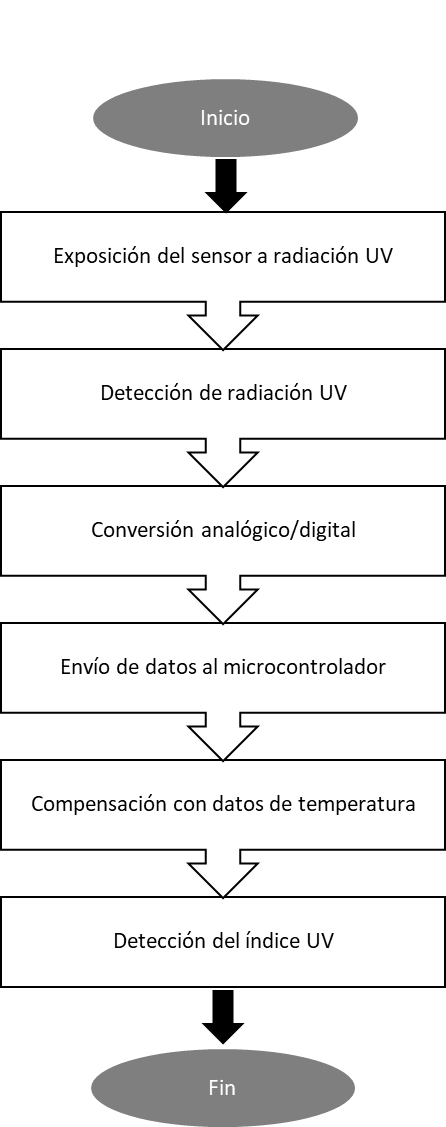 Inicio
Exposición del sensor a radiación UV
Detección de radiación UV
Conversión analógico/digital
Envío de datos al microcontrolador
Compensación con datos de temperatura
Detección del índice UV
Fin